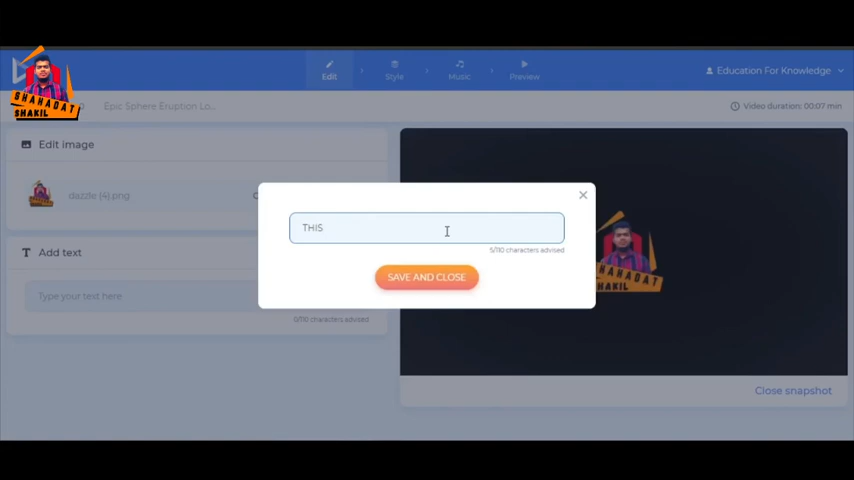 SHAHADAT
SHAKIL
Edit
Style
Music
Preview
Education For Knowledge
Epic Sphere Eruption Lo...
Video duration: 00:07 min
Edit image
dazzle (4).png
THIS
5/110 characters advised
SAVE AND CLOSE
SHAHADAT
SHAKIL
Add text
Type your text here
0/110 characters advised
Close snapshot